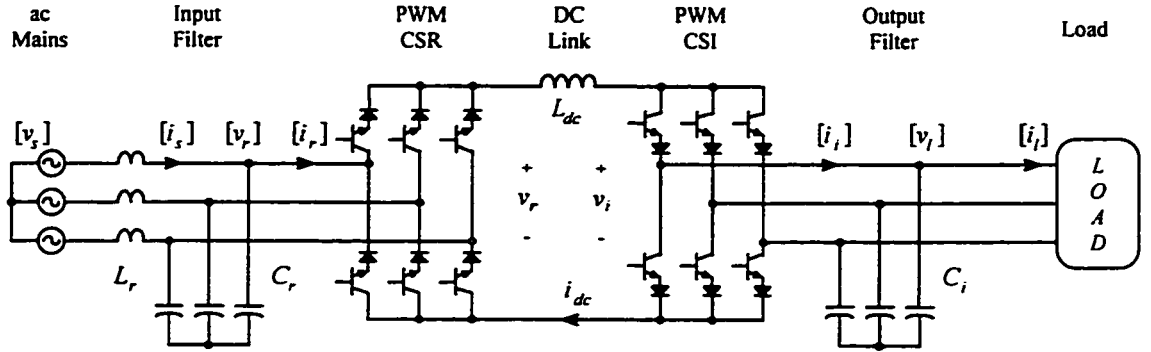 ac Mains
Input Filter
PWM CSR
DC Link
PWM CSI
Output Filter
Load
L_dc
[v_s]
[i_s]
[v_r]
[i_r]
[i_i]
[v_l]
[i_l]
+ v_r -
+ v_i -
L O A D
L_r
C_r
i_dc
C_i